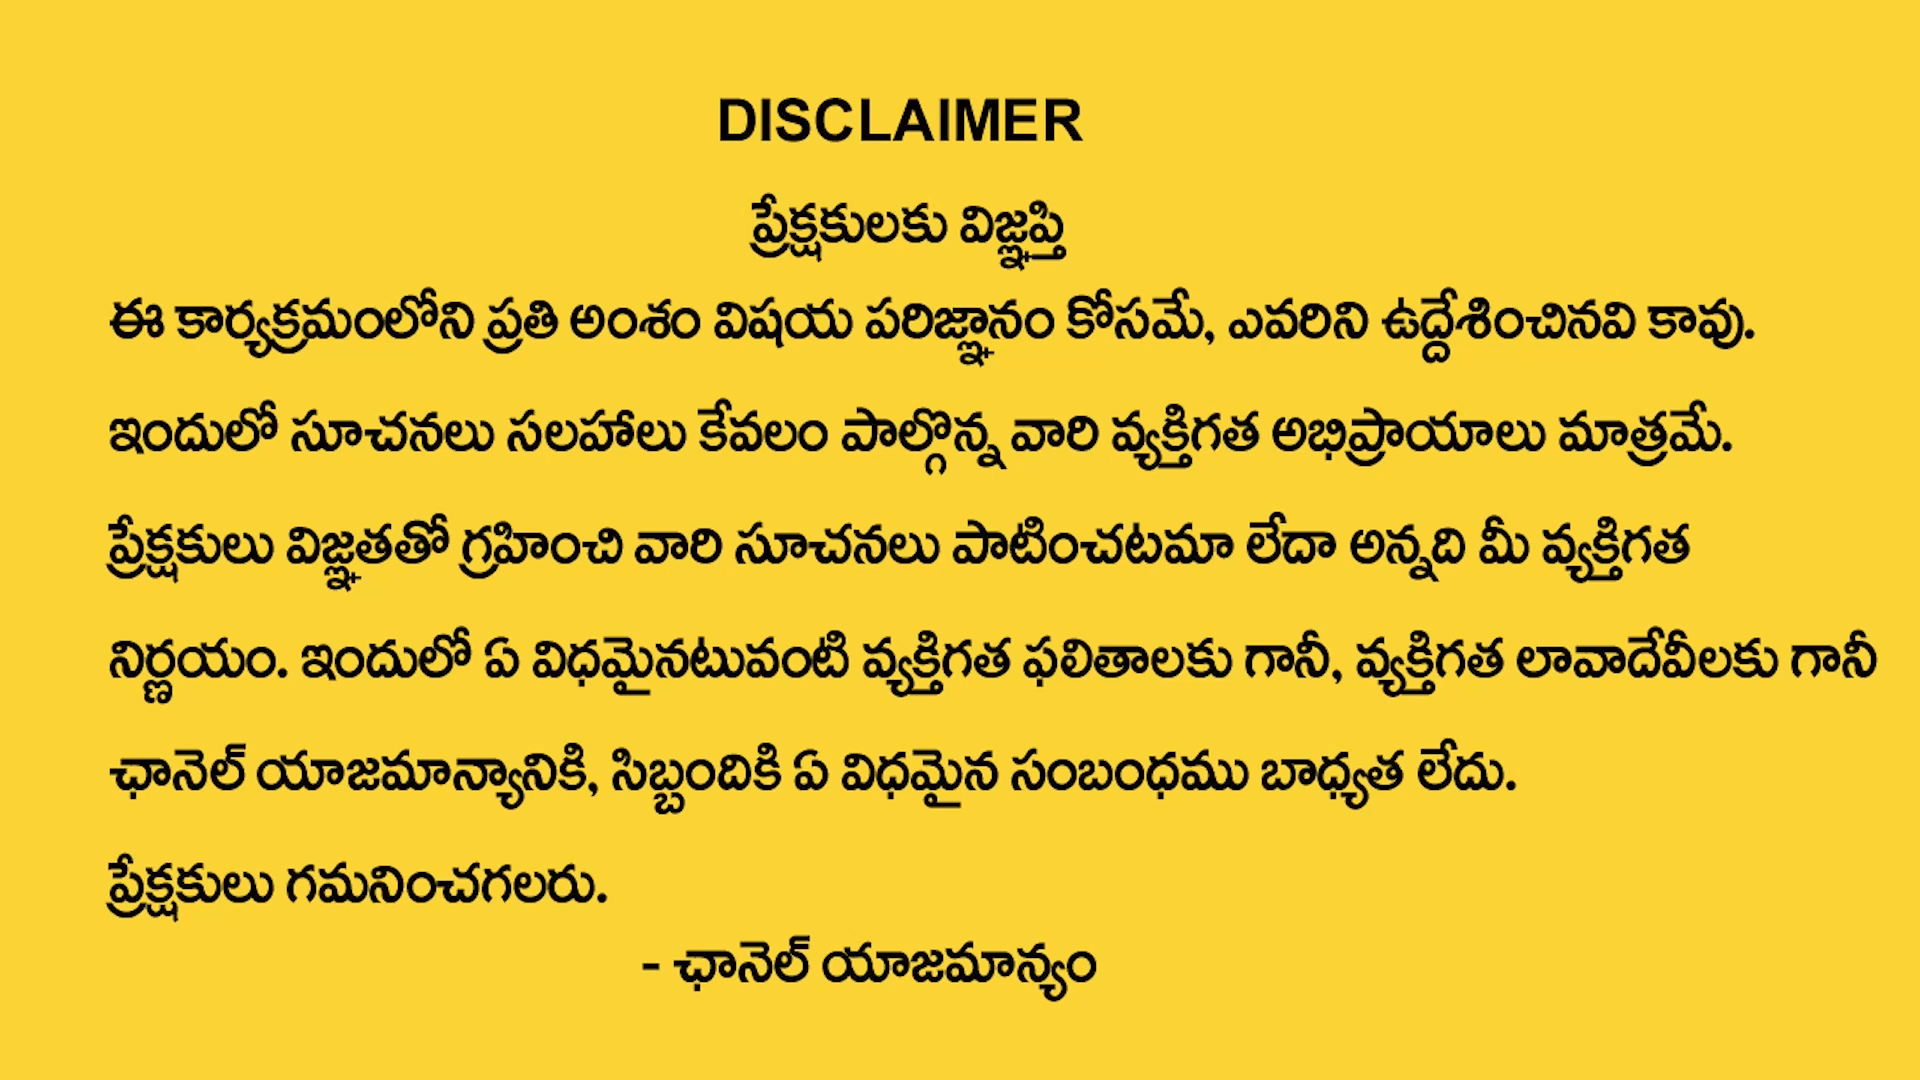 DISCLAIMER
ప్రేక్షకులకు విజ్ఞప్తి
ఈ కార్యక్రమంలోని ప్రతి అంశం విషయ పరిజ్ఞానం కోసమే, ఎవరిని ఉద్దేశించినవి కావు.
ఇందులో సూచనలు సలహాలు కేవలం పాల్గొన్న వారి వ్యక్తిగత అభిప్రాయాలు మాత్రమే.
ప్రేక్షకులు విజ్ఞతతో గ్రహించి వారి సూచనలు పాటించటమా లేదా అన్నది మీ వ్యక్తిగత
నిర్ణయం. ఇందులో ఏ విధమైనటువంటి వ్యక్తిగత ఫలితాలకు గానీ, వ్యక్తిగత లావాదేవీలకు గానీ
ఛానెల్ యాజమాన్యానికి, సిబ్బందికి ఏ విధమైన సంబంధము బాధ్యత లేదు.
ప్రేక్షకులు గమనించగలరు.
- ఛానెల్ యాజమాన్యం